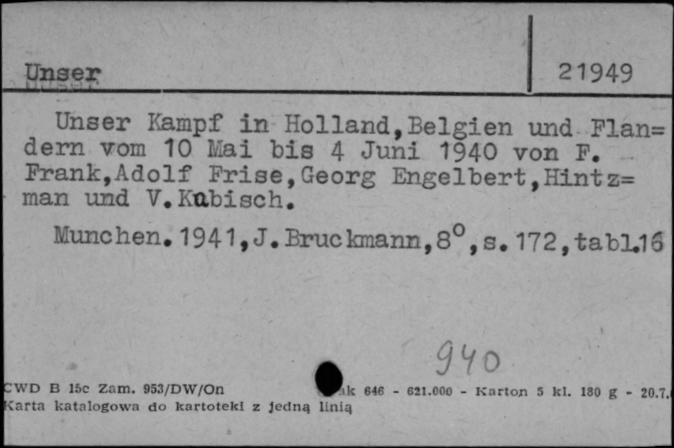 Unser
21949
Unser Kampf in Holland,Belgien und Flan=
dern vom 10 Mai bis 4 Juni 1940 von F.
Frank,Adolf Frise,Georg Engelbert,Hintz=
man und V.Kubisch.
Munchen.1941,J.Bruckmann,8°,s.172,tabl.16
940
CWD B 15c Zam. 953/DW/On 646 - 621.000 - Karton 5 kl. 180 g - 20.7.
Karta katalogowa do kartoteki z jedną linią